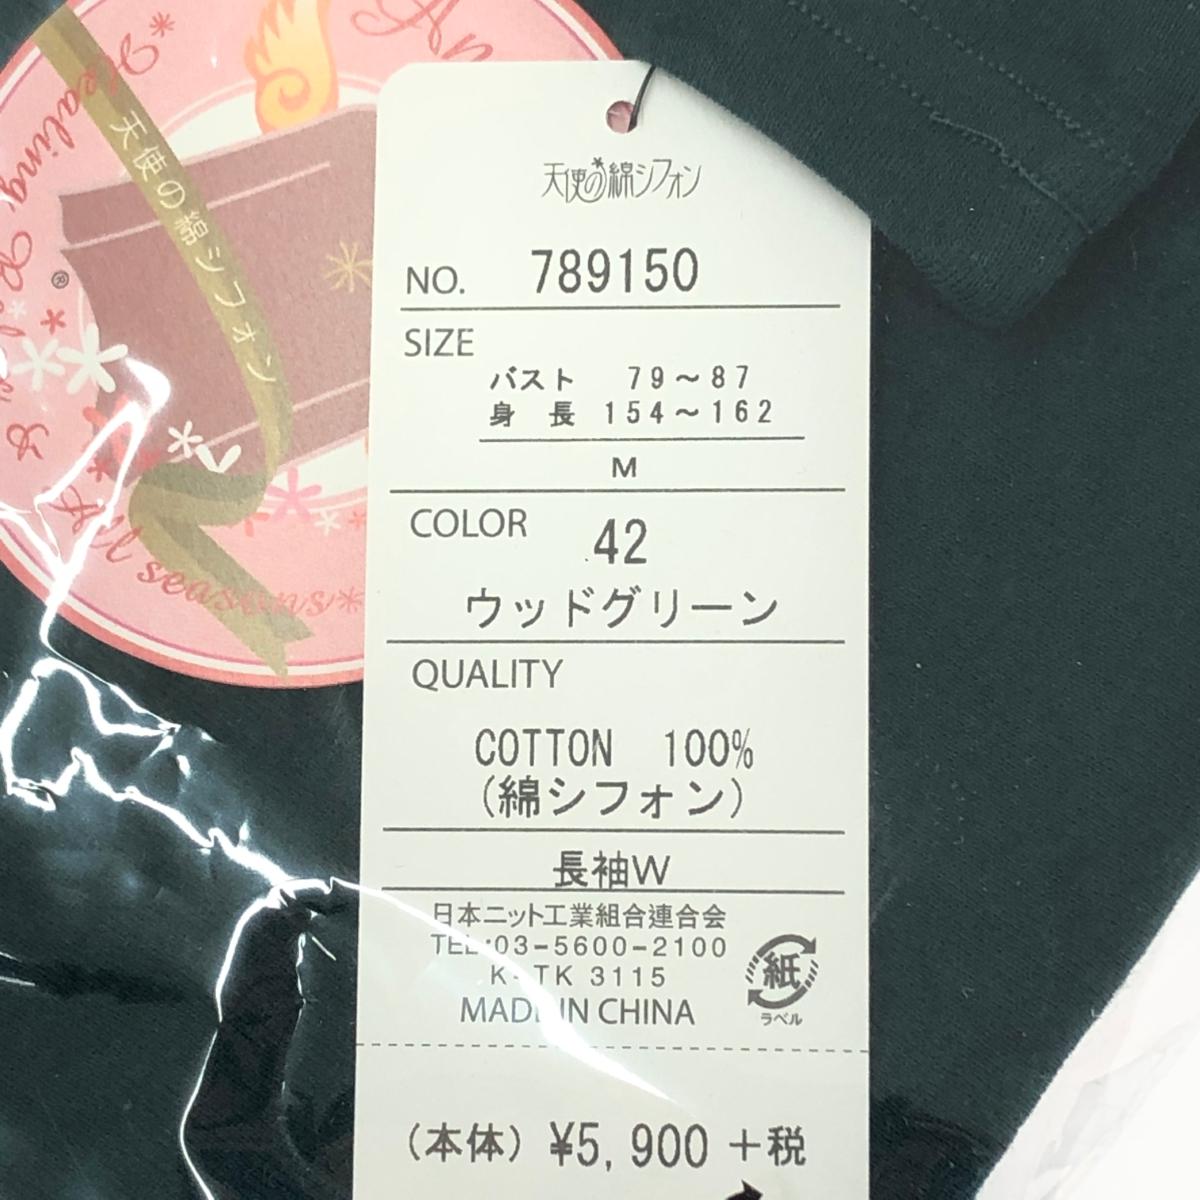 An
*Healing
天使の綿シフォン
®
&
All seasons*
天使の綿シフォン
NO. 789150
SIZE
バスト 79～87
身 長 154～162
M
COLOR 42
ウッドグリーン
QUALITY
COTTON 100%
(綿シフォン)
長袖W
日本ニット工業組合連合会
TEL:03-5600-2100
K-TK 3115
MADE IN CHINA
紙
ラベル
(本体) ¥5,900 +税